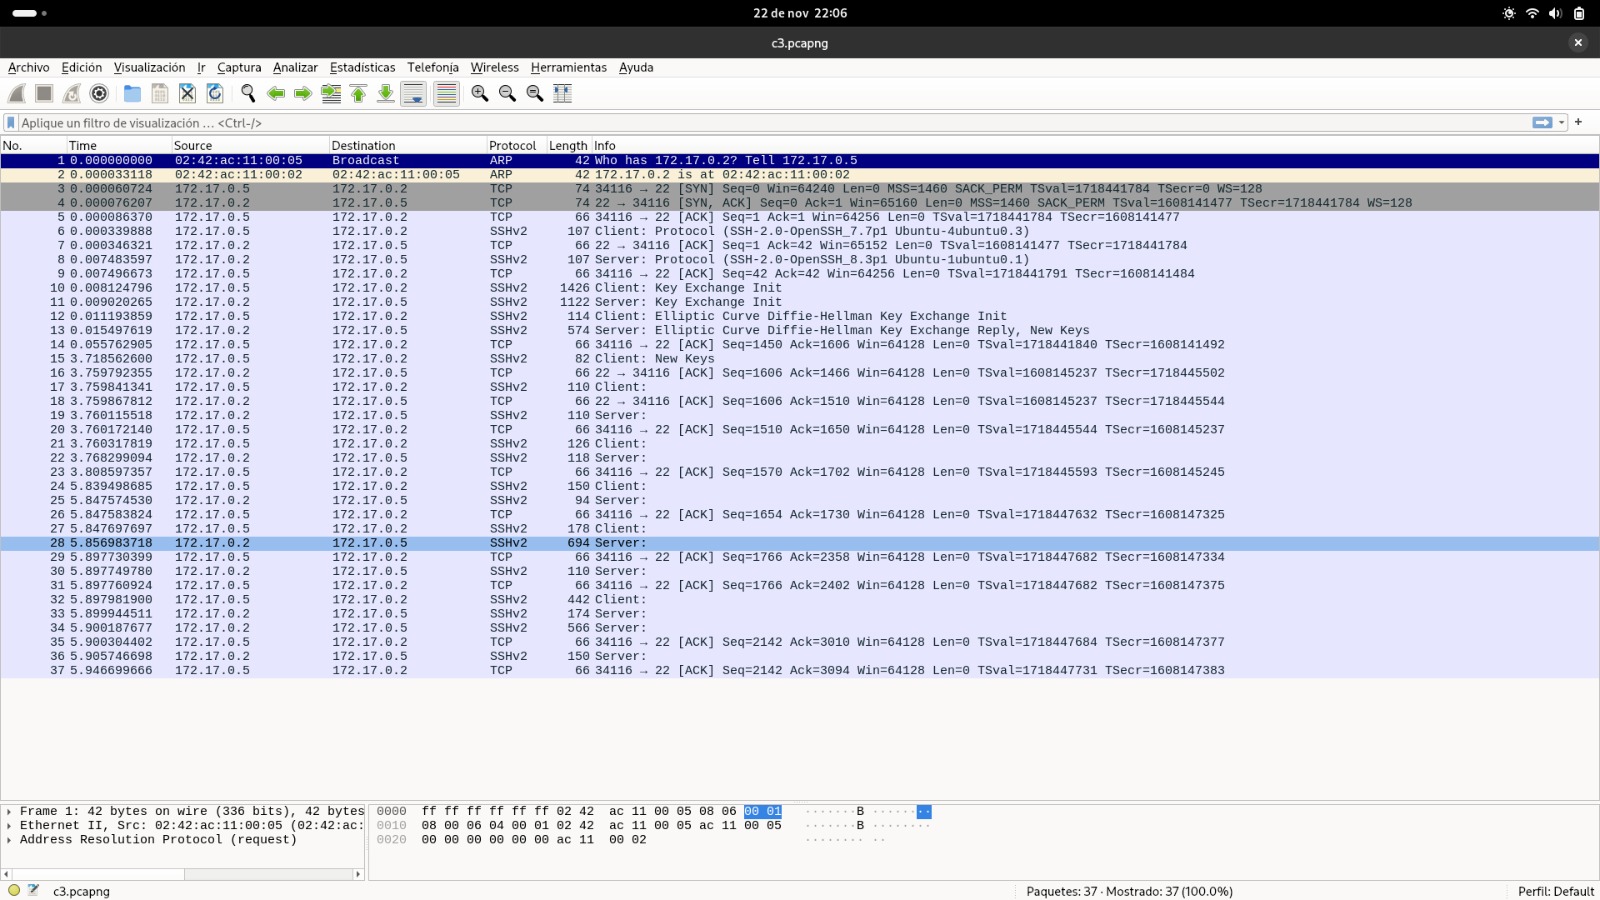 22 de nov 22:06
c3.pcapng
Archivo Edición Visualización Ir Captura Analizar Estadísticas Telefonía Wireless Herramientas Ayuda
Aplique un filtro de visualización … <Ctrl-/>
No. Time Source Destination Protocol Length Info
1 0.000000000 02:42:ac:11:00:05 Broadcast ARP 42 Who has 172.17.0.2? Tell 172.17.0.5
2 0.000033118 02:42:ac:11:00:02 02:42:ac:11:00:05 ARP 42 172.17.0.2 is at 02:42:ac:11:00:02
3 0.000060724 172.17.0.5 172.17.0.2 TCP 74 34116 → 22 [SYN] Seq=0 Win=64240 Len=0 MSS=1460 SACK_PERM TSval=1718441784 TSecr=0 WS=128
4 0.000076207 172.17.0.2 172.17.0.5 TCP 74 22 → 34116 [SYN, ACK] Seq=0 Ack=1 Win=65160 Len=0 MSS=1460 SACK_PERM TSval=1608141477 TSecr=1718441784 WS=128
5 0.000086370 172.17.0.5 172.17.0.2 TCP 66 34116 → 22 [ACK] Seq=1 Ack=1 Win=64256 Len=0 TSval=1718441784 TSecr=1608141477
6 0.000339888 172.17.0.5 172.17.0.2 SSHv2 107 Client: Protocol (SSH-2.0-OpenSSH_7.7p1 Ubuntu-4ubuntu0.3)
7 0.000346321 172.17.0.2 172.17.0.5 TCP 66 22 → 34116 [ACK] Seq=1 Ack=42 Win=65152 Len=0 TSval=1608141477 TSecr=1718441784
8 0.007483597 172.17.0.2 172.17.0.5 SSHv2 107 Server: Protocol (SSH-2.0-OpenSSH_8.3p1 Ubuntu-1ubuntu0.1)
9 0.007496673 172.17.0.5 172.17.0.2 TCP 66 34116 → 22 [ACK] Seq=42 Ack=42 Win=64256 Len=0 TSval=1718441791 TSecr=1608141484
10 0.008124796 172.17.0.5 172.17.0.2 SSHv2 1426 Client: Key Exchange Init
11 0.009020265 172.17.0.2 172.17.0.5 SSHv2 1122 Server: Key Exchange Init
12 0.011193859 172.17.0.5 172.17.0.2 SSHv2 114 Client: Elliptic Curve Diffie-Hellman Key Exchange Init
13 0.015497619 172.17.0.2 172.17.0.5 SSHv2 574 Server: Elliptic Curve Diffie-Hellman Key Exchange Reply, New Keys
14 0.055762905 172.17.0.5 172.17.0.2 TCP 66 34116 → 22 [ACK] Seq=1450 Ack=1606 Win=64128 Len=0 TSval=1718441840 TSecr=1608141492
15 3.718562600 172.17.0.5 172.17.0.2 SSHv2 82 Client: New Keys
16 3.759792355 172.17.0.2 172.17.0.5 TCP 66 22 → 34116 [ACK] Seq=1606 Ack=1466 Win=64128 Len=0 TSval=1608145237 TSecr=1718445502
17 3.759841341 172.17.0.5 172.17.0.2 SSHv2 110 Client:
18 3.759867812 172.17.0.2 172.17.0.5 TCP 66 22 → 34116 [ACK] Seq=1606 Ack=1510 Win=64128 Len=0 TSval=1608145237 TSecr=1718445544
19 3.760115518 172.17.0.2 172.17.0.5 SSHv2 110 Server:
20 3.760172140 172.17.0.5 172.17.0.2 TCP 66 34116 → 22 [ACK] Seq=1510 Ack=1650 Win=64128 Len=0 TSval=1718445544 TSecr=1608145237
21 3.760317819 172.17.0.5 172.17.0.2 SSHv2 126 Client:
22 3.768299094 172.17.0.2 172.17.0.5 SSHv2 118 Server:
23 3.808597357 172.17.0.5 172.17.0.2 TCP 66 34116 → 22 [ACK] Seq=1570 Ack=1702 Win=64128 Len=0 TSval=1718445593 TSecr=1608145245
24 5.839498685 172.17.0.5 172.17.0.2 SSHv2 150 Client:
25 5.847574530 172.17.0.2 172.17.0.5 SSHv2 94 Server:
26 5.847583824 172.17.0.5 172.17.0.2 TCP 66 34116 → 22 [ACK] Seq=1654 Ack=1730 Win=64128 Len=0 TSval=1718447632 TSecr=1608147325
27 5.847697697 172.17.0.5 172.17.0.2 SSHv2 178 Client:
28 5.856983718 172.17.0.2 172.17.0.5 SSHv2 694 Server:
29 5.897730399 172.17.0.5 172.17.0.2 TCP 66 34116 → 22 [ACK] Seq=1766 Ack=2358 Win=64128 Len=0 TSval=1718447682 TSecr=1608147334
30 5.897749780 172.17.0.2 172.17.0.5 SSHv2 110 Server:
31 5.897760924 172.17.0.5 172.17.0.2 TCP 66 34116 → 22 [ACK] Seq=1766 Ack=2402 Win=64128 Len=0 TSval=1718447682 TSecr=1608147375
32 5.897981900 172.17.0.5 172.17.0.2 SSHv2 442 Client:
33 5.899944511 172.17.0.2 172.17.0.5 SSHv2 174 Server:
34 5.900187677 172.17.0.2 172.17.0.5 SSHv2 566 Server:
35 5.900304402 172.17.0.5 172.17.0.2 TCP 66 34116 → 22 [ACK] Seq=2142 Ack=3010 Win=64128 Len=0 TSval=1718447684 TSecr=1608147377
36 5.905746698 172.17.0.2 172.17.0.5 SSHv2 150 Server:
37 5.946699666 172.17.0.5 172.17.0.2 TCP 66 34116 → 22 [ACK] Seq=2142 Ack=3094 Win=64128 Len=0 TSval=1718447731 TSecr=1608147383
Frame 1: 42 bytes on wire (336 bits), 42 bytes
Ethernet II, Src: 02:42:ac:11:00:05 (02:42:ac:
Address Resolution Protocol (request)
0000 ff ff ff ff ff ff 02 42 ac 11 00 05 08 06 00 01 ·······B ········
0010 08 00 06 04 00 01 02 42 ac 11 00 05 ac 11 00 05 ·······B ········
0020 00 00 00 00 00 00 ac 11 00 02 ········ ··
c3.pcapng
Paquetes: 37 · Mostrado: 37 (100.0%)
Perfil: Default